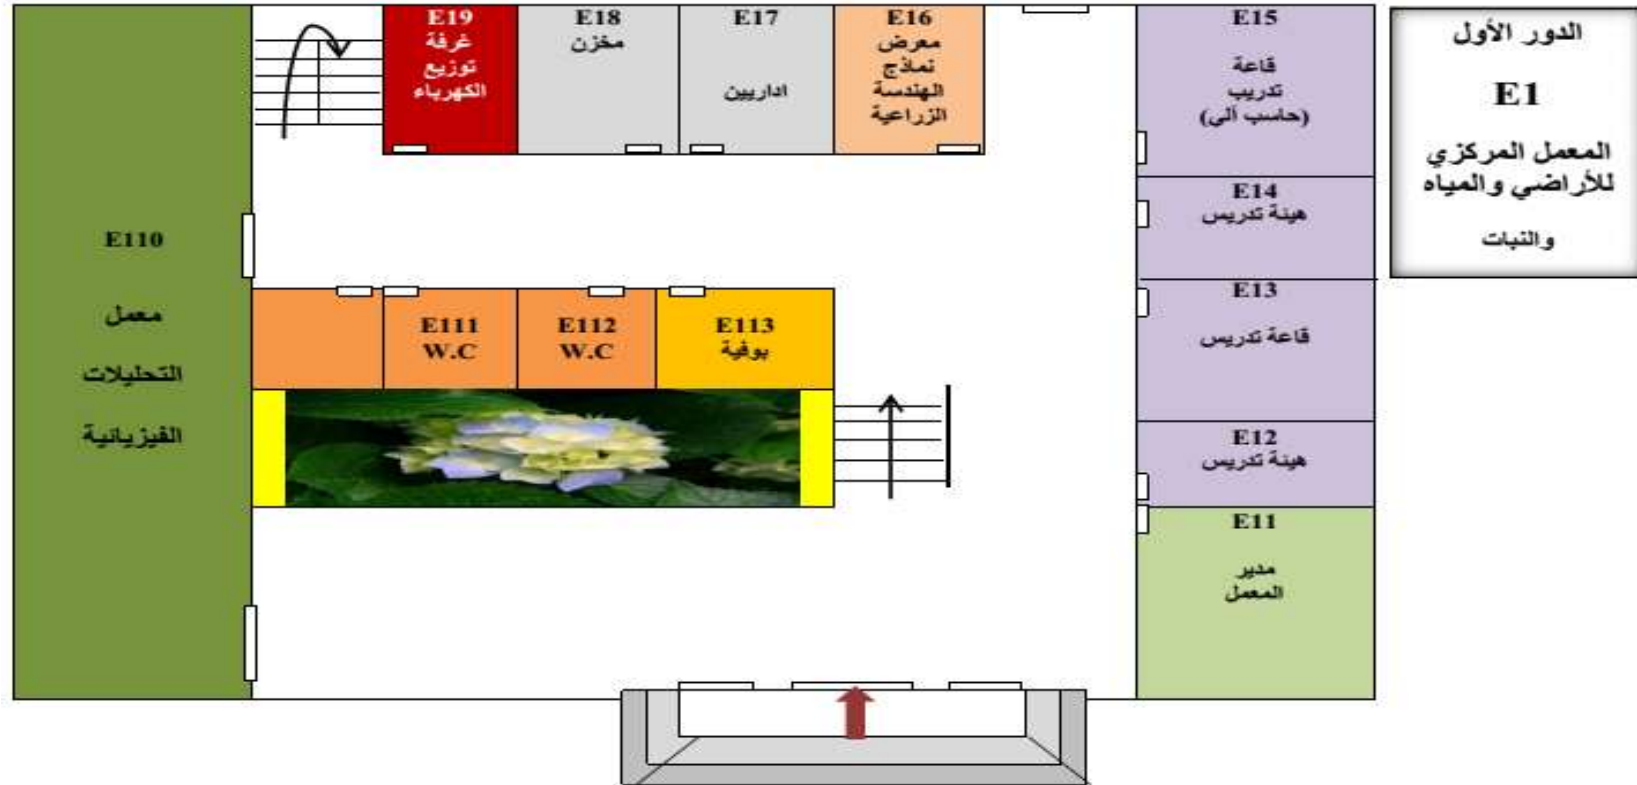 الدور الأول
E1
المعمل المركزي
للأراضي والمياه
والنبات
E15
قاعة
تدريب
(حاسب آلي)
E14
هيئة تدريس
E13
قاعة تدريس
E12
هيئة تدريس
E11
مدير
المعمل
E16
معرض
نماذج
الهندسة
الزراعية
E17
اداريين
E18
مخزن
E19
غرفة
توزيع
الكهرباء
E113
بوفية
E112
W.C
E111
W.C
E110
معمل
التحليلات
الفيزيائية